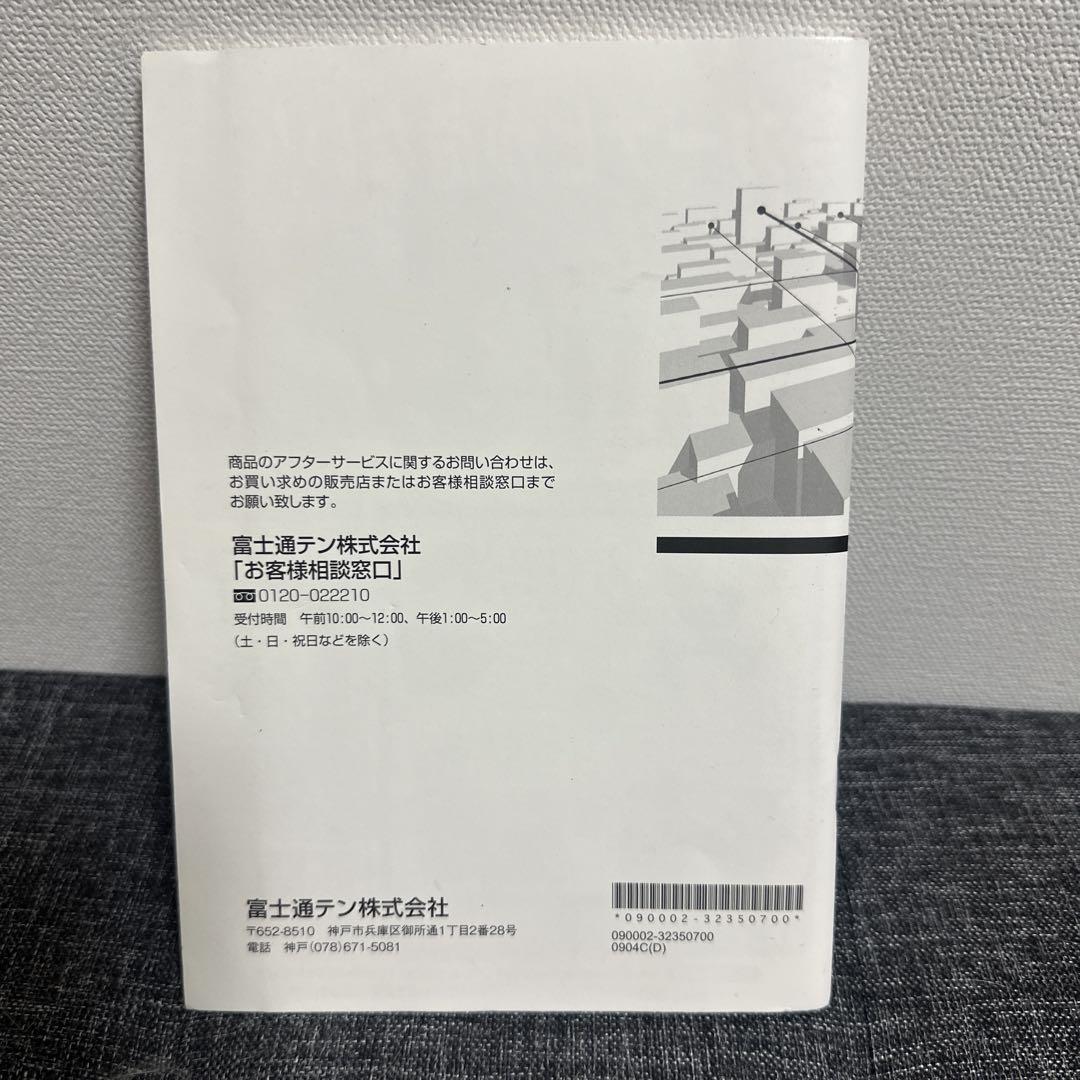 商品のアフターサービスに関するお問い合わせは、
お買い求めの販売店またはお客様相談窓口まで
お願い致します。
富士通テン株式会社
「お客様相談窓口」
0120-022210
受付時間 午前10:00〜12:00、午後1:00〜5:00
(土・日・祝日などを除く)
富士通テン株式会社
〒652-8510 神戸市兵庫区御所通1丁目2番28号
電話 神戸(078)671-5081
*090002-32350700*
090002-32350700
0904C(D)